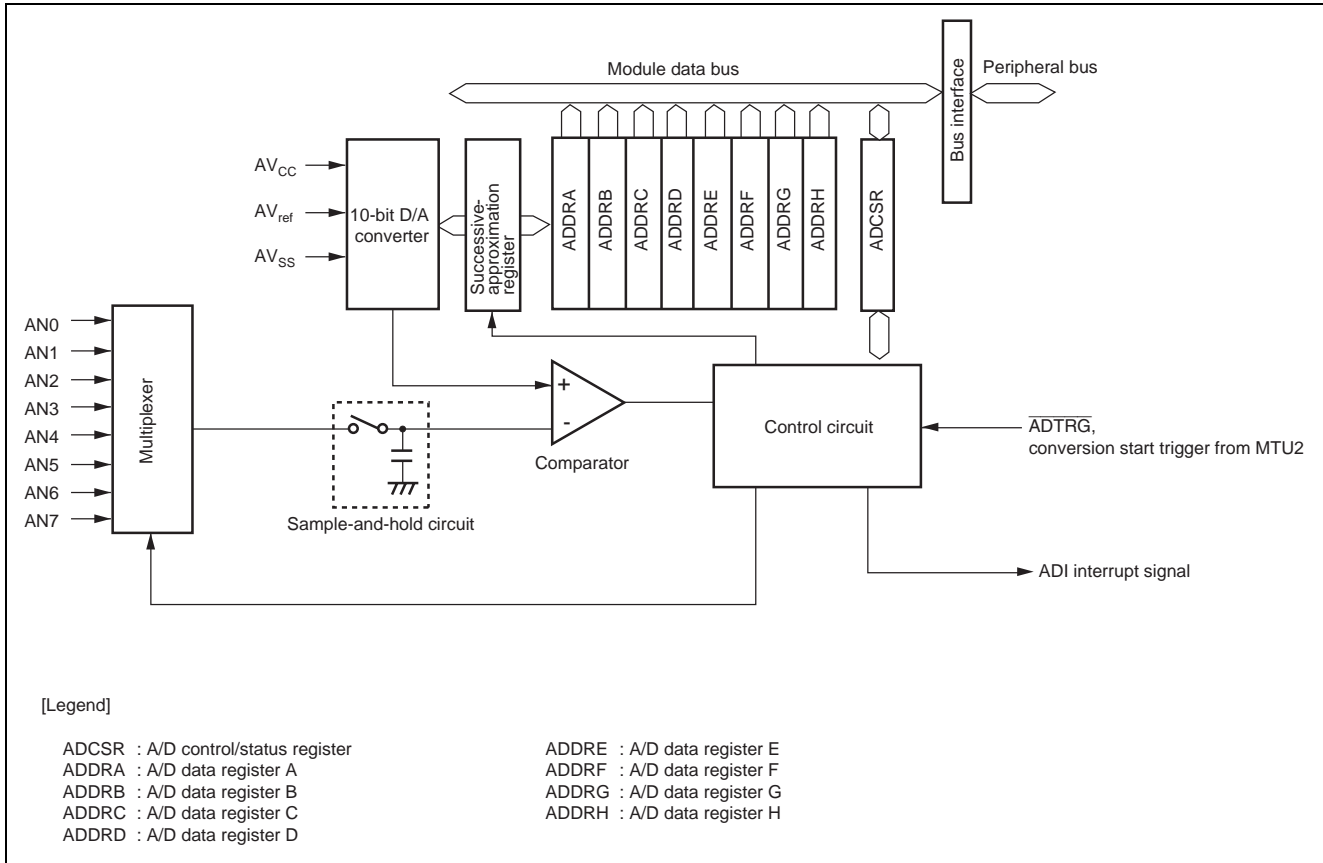 Module data bus
Peripheral bus
Bus interface
AVCC
AVref
AVSS
10-bit D/A
converter
Successive-
approximation
register
ADDRA
ADDRB
ADDRC
ADDRD
ADDRE
ADDRF
ADDRG
ADDRH
ADCSR
AN0
AN1
AN2
AN3
AN4
AN5
AN6
AN7
Multiplexer
Sample-and-hold circuit
+
-
Comparator
Control circuit
ADTRG,
conversion start trigger from MTU2
ADI interrupt signal
[Legend]
ADCSR : A/D control/status register
ADDRA : A/D data register A
ADDRB : A/D data register B
ADDRC : A/D data register C
ADDRD : A/D data register D
ADDRE : A/D data register E
ADDRF : A/D data register F
ADDRG : A/D data register G
ADDRH : A/D data register H